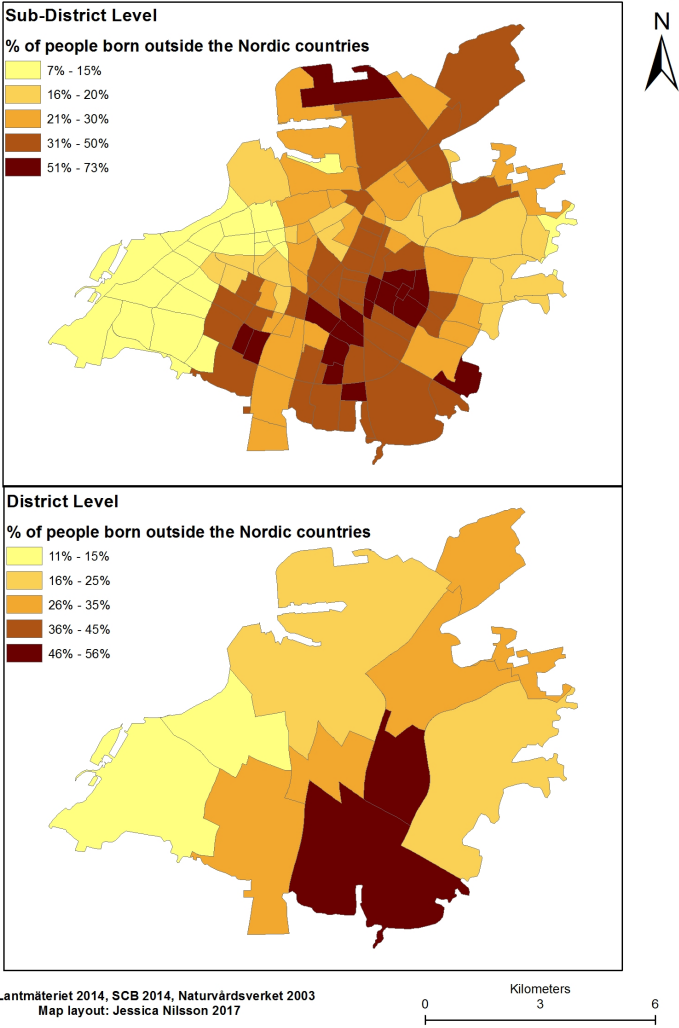 Sub-District Level
N
% of people born outside the Nordic countries
7% - 15%
16% - 20%
21% - 30%
31% - 50%
51% - 73%
District Level
% of people born outside the Nordic countries
11% - 15%
16% - 25%
26% - 35%
36% - 45%
46% - 56%
Lantmäteriet 2014, SCB 2014, Naturvårdsverket 2003
Map layout: Jessica Nilsson 2017
Kilometers
0 3 6